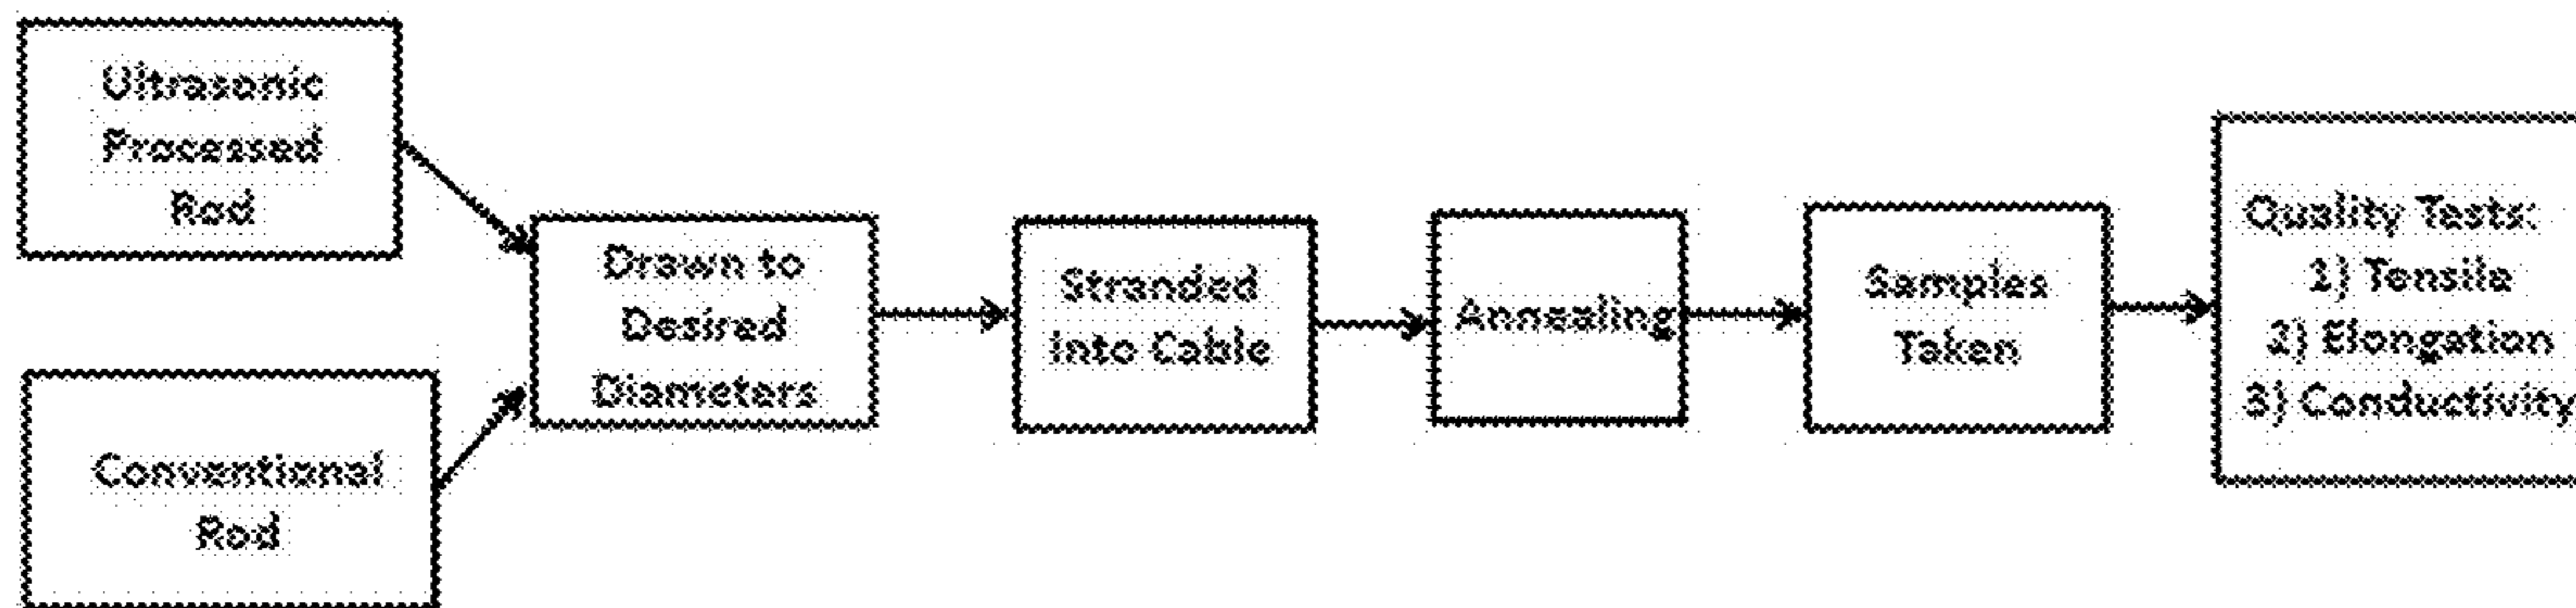 Ultrasonic
Processed
Rod
Conventional
Rod
Drawn to
Desired
Diameters
Stranded
into Cable
Annealing
Samples
Taken
Quality Tests:
1) Tensile
2) Elongation
3) Conductivity